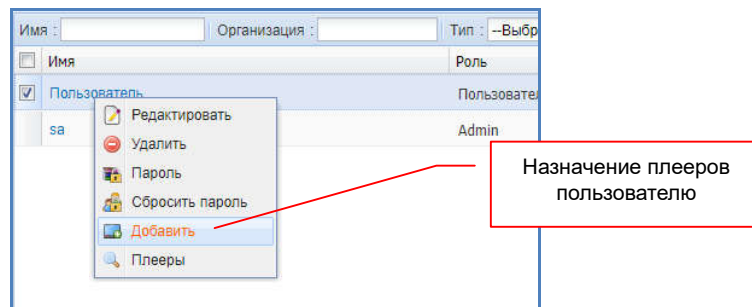 Имя : Организация : Тип : --Выбр
Имя Роль
Пользователь Пользовател
sa Admin
Редактировать
Удалить
Пароль
Сбросить пароль
Добавить
Плееры
Назначение плееров
пользователю